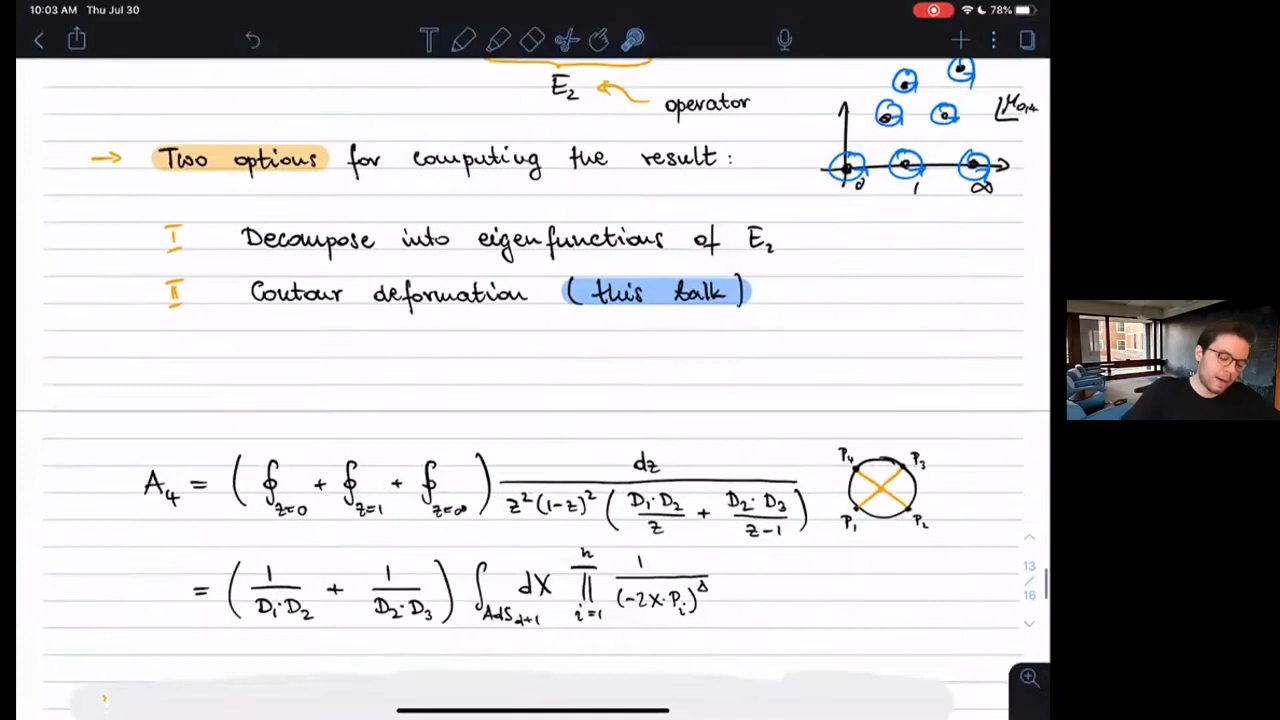 10:03 AM Thu Jul 30
78%
E₂ ← operator
→ Two options for computing the result :
0 1 ∞
I Decompose into eigenfunctions of E₂
II Contour deformation (this talk)
A₄ = ( ∮_{z=0} + ∮_{z=1} + ∮_{z=∞} ) dz / ( z² (1-z)² ( D₁·D₂ / z + D₂·D₃ / z-1 ) )
P₄ P₃
P₁ P₂
= ( 1 / D₁·D₂ + 1 / D₂·D₃ ) ∫_{AdS_{d+1}} dX ∏_{i=1}^{n} 1 / (-2X·P_i)^Δ
13
/
16